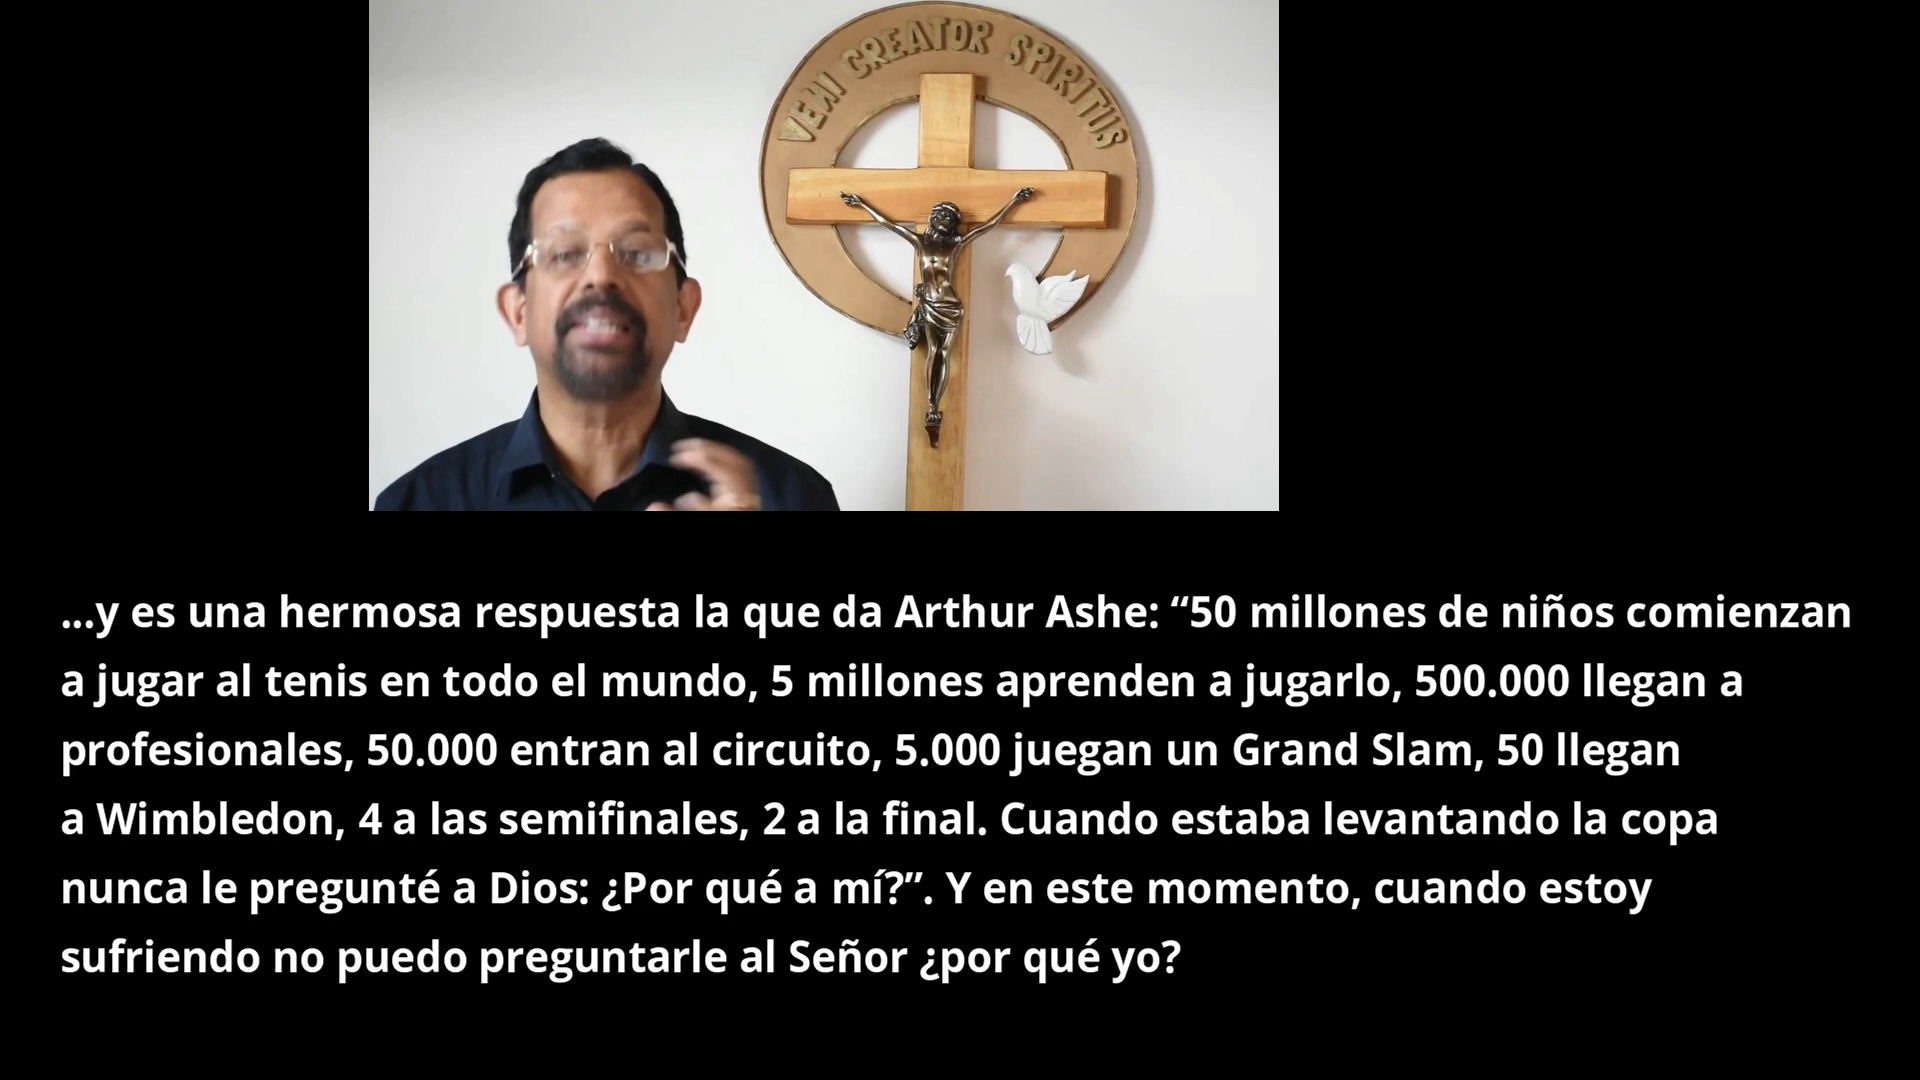 VENI CREATOR SPIRITUS
...y es una hermosa respuesta la que da Arthur Ashe: “50 millones de niños comienzan
a jugar al tenis en todo el mundo, 5 millones aprenden a jugarlo, 500.000 llegan a
profesionales, 50.000 entran al circuito, 5.000 juegan un Grand Slam, 50 llegan
a Wimbledon, 4 a las semifinales, 2 a la final. Cuando estaba levantando la copa
nunca le pregunté a Dios: ¿Por qué a mí?”. Y en este momento, cuando estoy
sufriendo no puedo preguntarle al Señor ¿por qué yo?